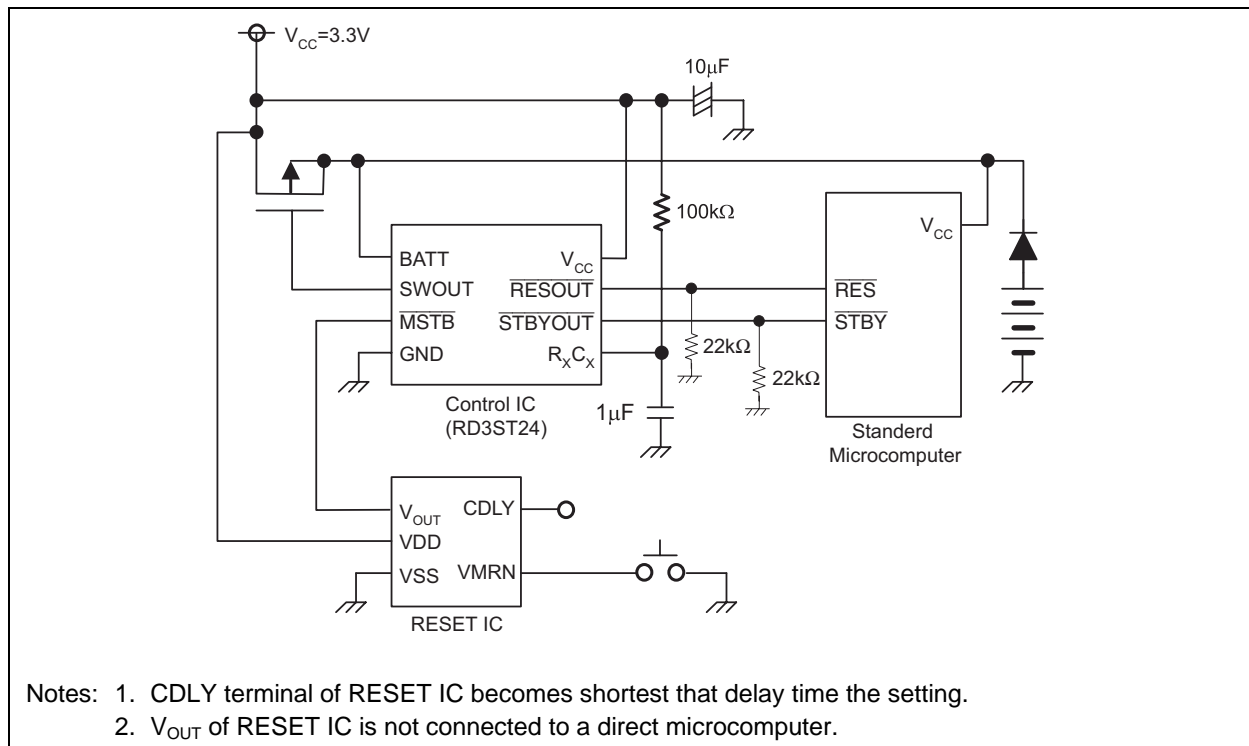 VCC=3.3V
10μF
100kΩ
BATT
SWOUT
MSTB
GND
VCC
RESOUT
STBYOUT
RXCX
Control IC
(RD3ST24)
22kΩ
22kΩ
1μF
VCC
RES
STBY
Standerd
Microcomputer
VOUT
VDD
VSS
CDLY
VMRN
RESET IC
Notes: 1. CDLY terminal of RESET IC becomes shortest that delay time the setting.
2. VOUT of RESET IC is not connected to a direct microcomputer.